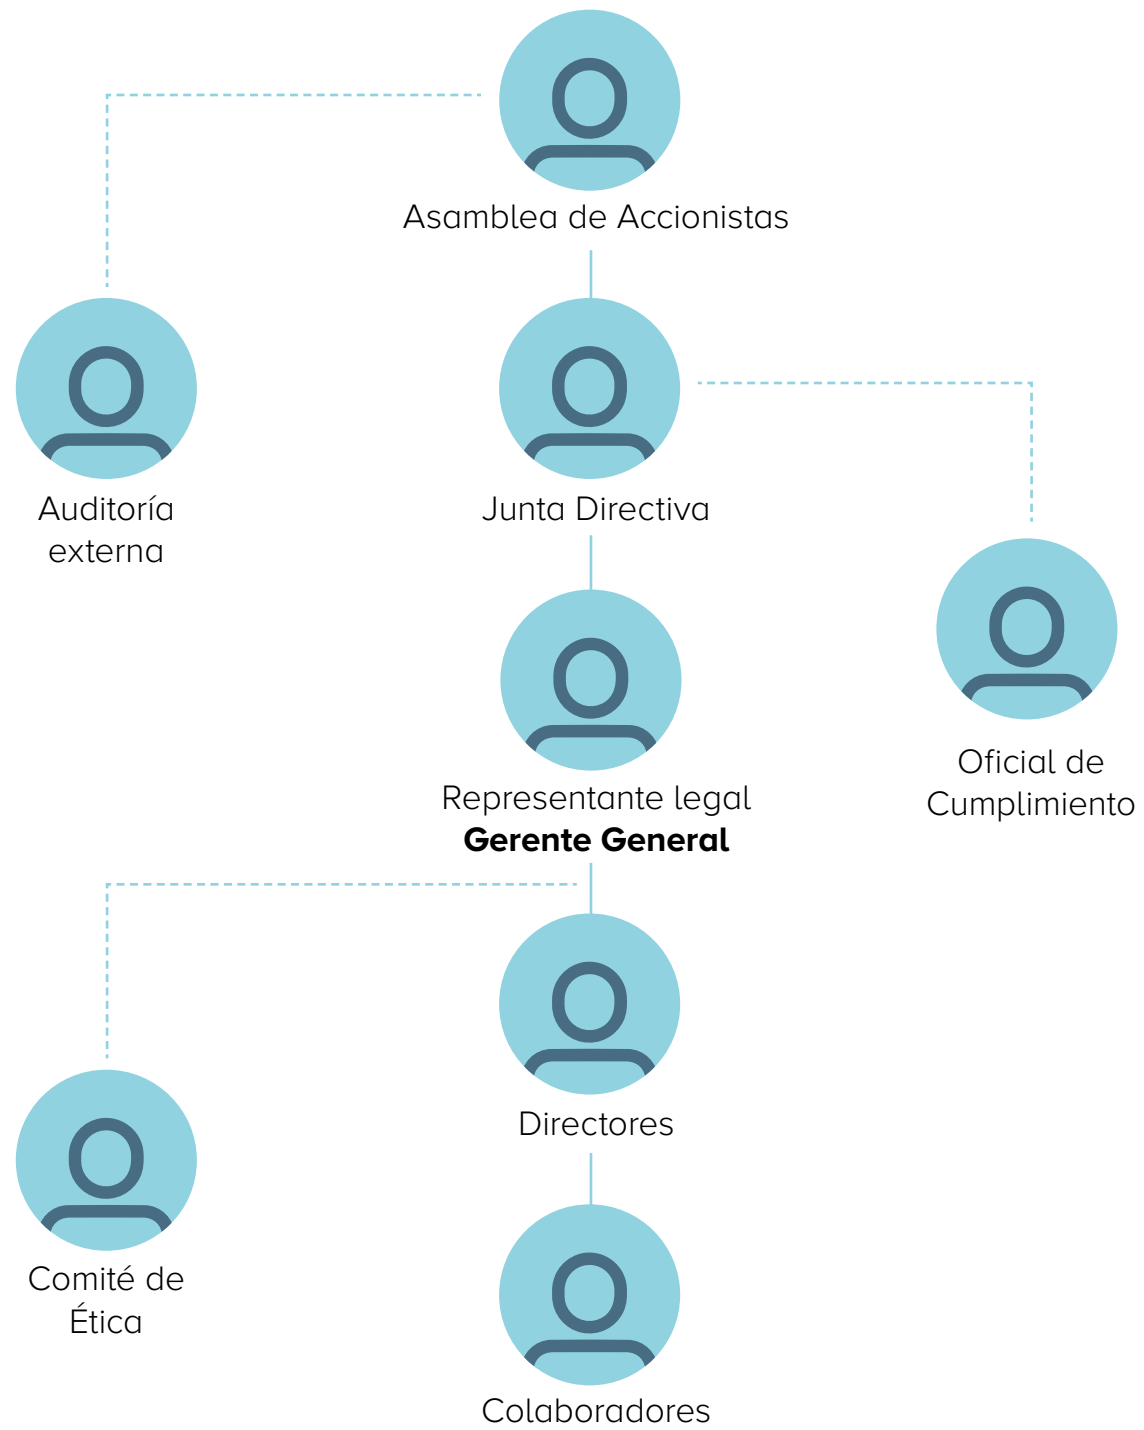 Asamblea de Accionistas
Auditoría
externa
Junta Directiva
Oficial de
Cumplimiento
Representante legal
Gerente General
Directores
Comité de
Ética
Colaboradores